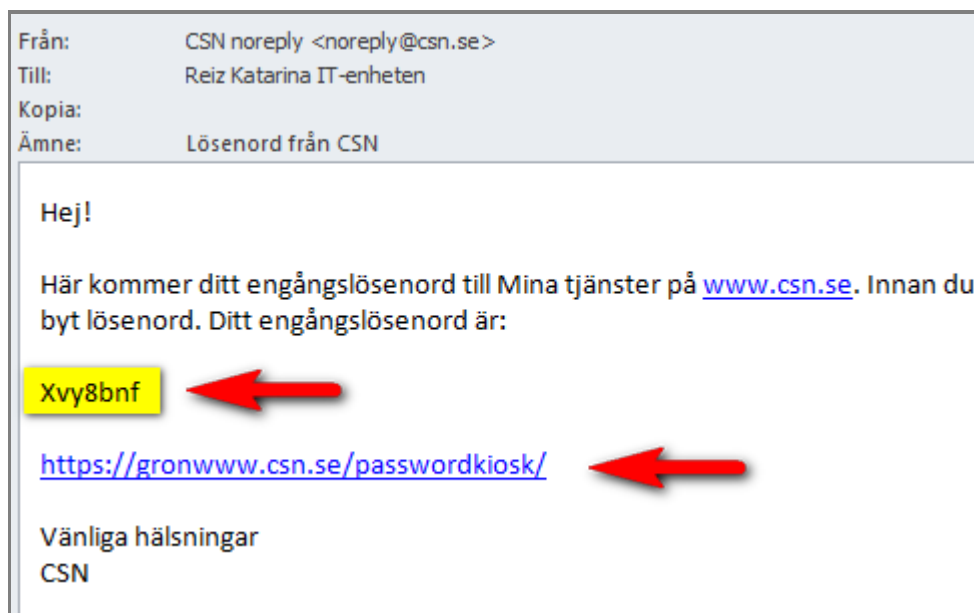 Från: CSN noreply <noreply@csn.se>
Till: Reiz Katarina IT-enheten
Kopia:
Ämne: Lösenord från CSN
Hej!
Här kommer ditt engångslösenord till Mina tjänster på www.csn.se. Innan du
byt lösenord. Ditt engångslösenord är:
Xvy8bnf
https://gronwww.csn.se/passwordkiosk/
Vänliga hälsningar
CSN